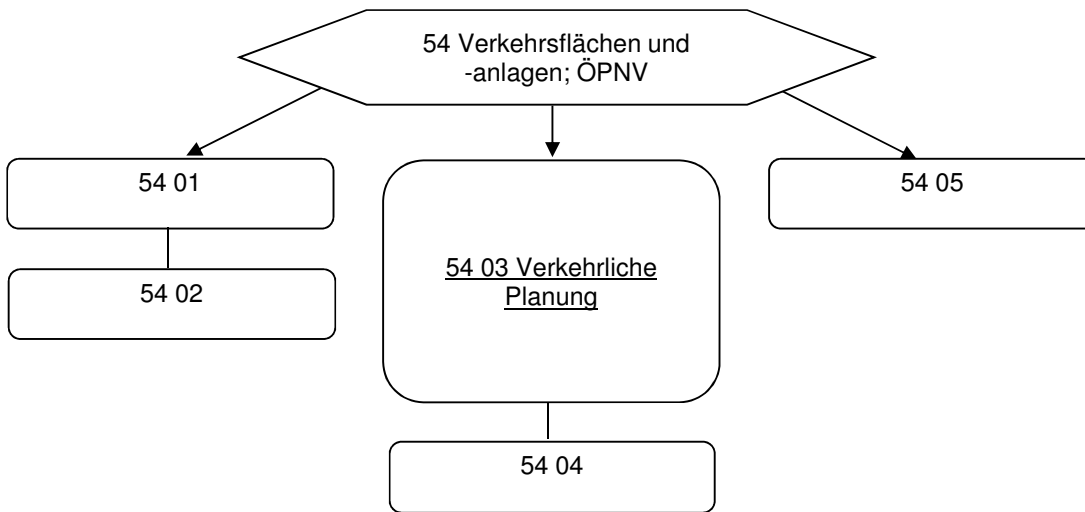 54 Verkehrsflächen und
-anlagen; ÖPNV
54 01
54 05
54 03 Verkehrliche
Planung
54 02
54 04